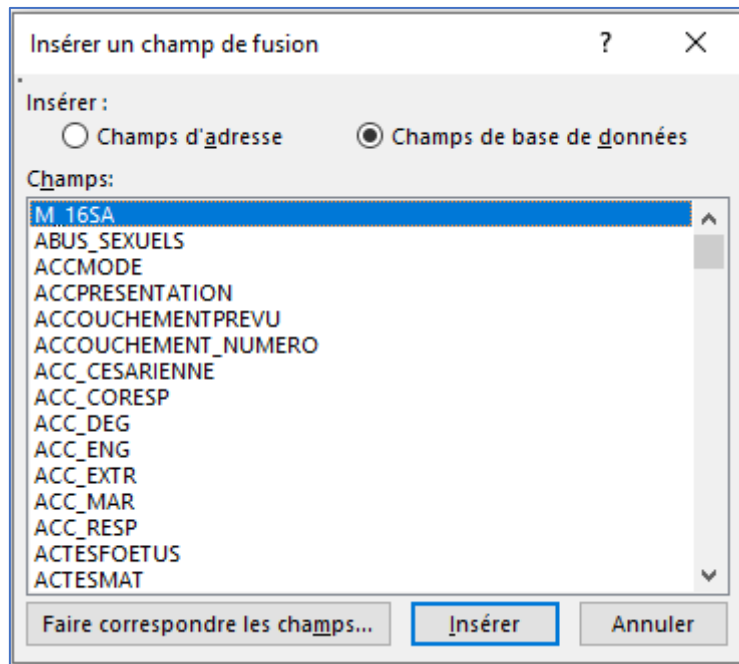 Insérer un champ de fusion ?
Insérer :
Champs d'adresse Champs de base de données
Champs:
M_16SA
ABUS_SEXUELS
ACCMODE
ACCPRESENTATION
ACCOUCHEMENTPREVU
ACCOUCHEMENT_NUMERO
ACC_CESARIENNE
ACC_CORESP
ACC_DEG
ACC_ENG
ACC_EXTR
ACC_MAR
ACC_RESP
ACTESFOETUS
ACTESMAT
Faire correspondre les champs... Insérer Annuler